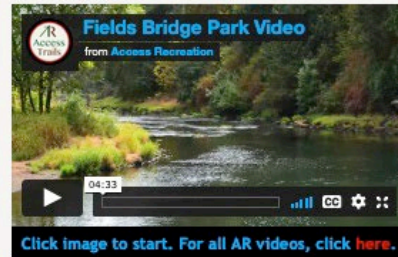 AR
Access
Trails
Fields Bridge Park Video
from Access Recreation
04:33
CC
Click image to start. For all AR videos, click here.